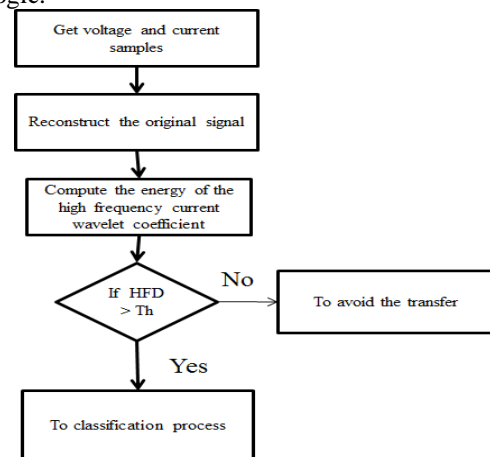 ogic.
Get voltage and current
samples
Reconstruct the original signal
Compute the energy of the
high frequency current
wavelet coefficient
If HFD
> Th
No
To avoid the transfer
Yes
To classification process